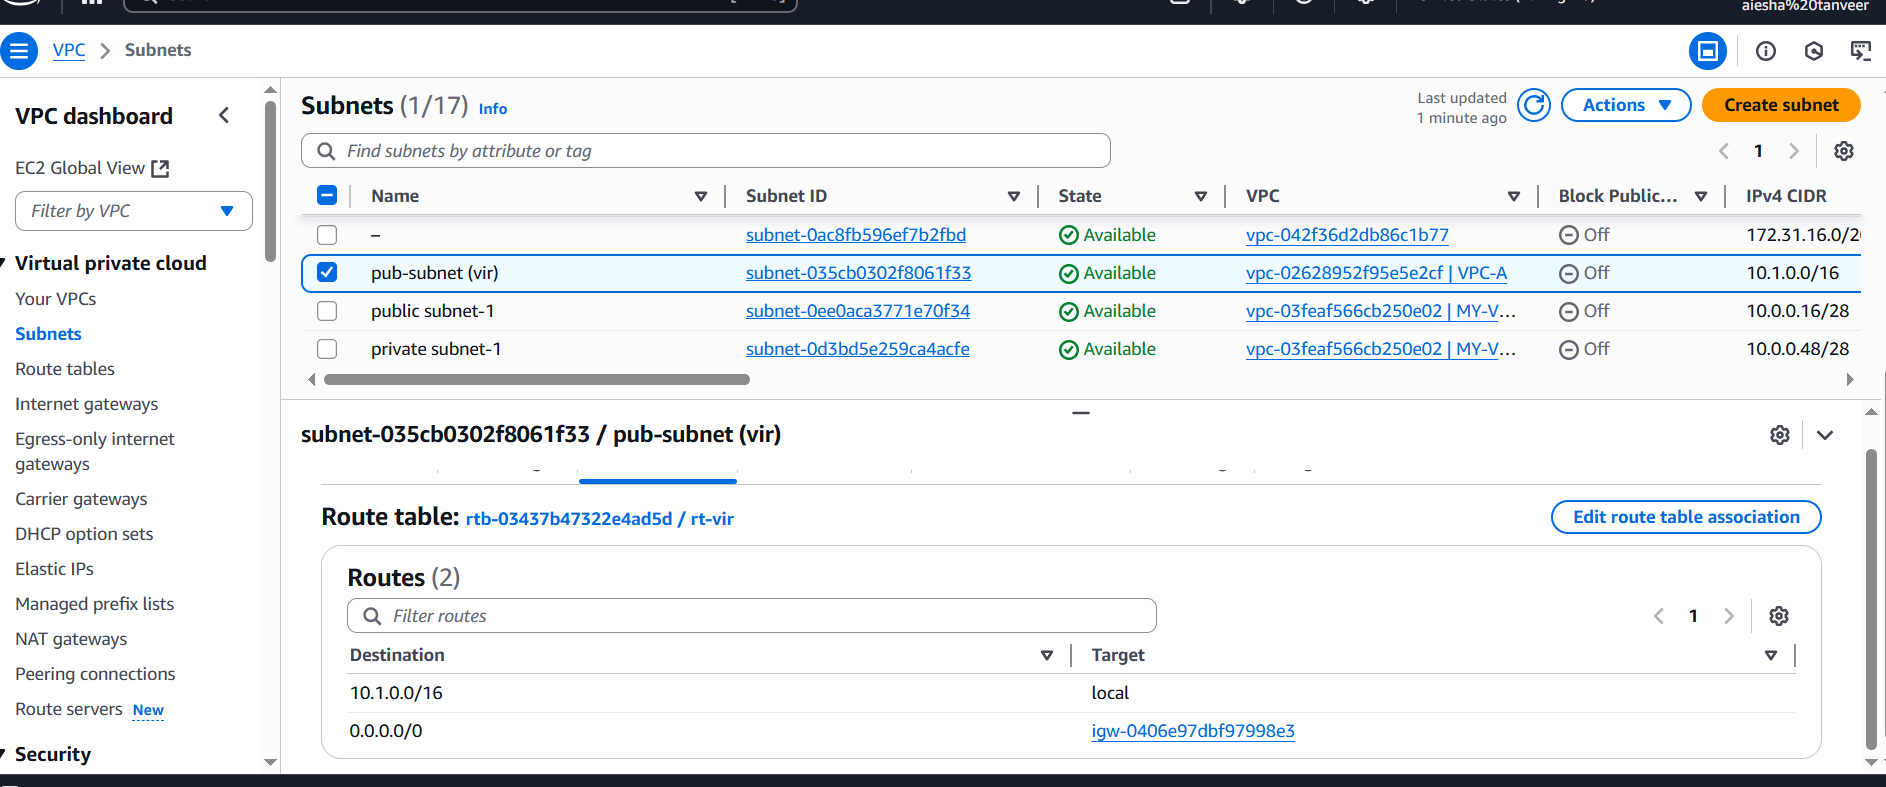 aiesha%20tanveer
VPC > Subnets
VPC dashboard
EC2 Global View
Filter by VPC
Virtual private cloud
Your VPCs
Subnets
Route tables
Internet gateways
Egress-only internet
gateways
Carrier gateways
DHCP option sets
Elastic IPs
Managed prefix lists
NAT gateways
Peering connections
Route servers New
Security
Subnets (1/17) Info
Last updated
1 minute ago
Actions
Create subnet
Find subnets by attribute or tag
1
Name Subnet ID State VPC Block Public... IPv4 CIDR
– subnet-0ac8fb596ef7b2fbd Available vpc-042f36d2db86c1b77 Off 172.31.16.0/20
pub-subnet (vir) subnet-035cb0302f8061f33 Available vpc-02628952f95e5e2cf | VPC-A Off 10.1.0.0/16
public subnet-1 subnet-0ee0aca3771e70f34 Available vpc-03feaf566cb250e02 | MY-V... Off 10.0.0.16/28
private subnet-1 subnet-0d3bd5e259ca4acfe Available vpc-03feaf566cb250e02 | MY-V... Off 10.0.0.48/28
subnet-035cb0302f8061f33 / pub-subnet (vir)
Route table: rtb-03437b47322e4ad5d / rt-vir
Edit route table association
Routes (2)
Filter routes
1
Destination Target
10.1.0.0/16 local
0.0.0.0/0 igw-0406e97dbf97998e3